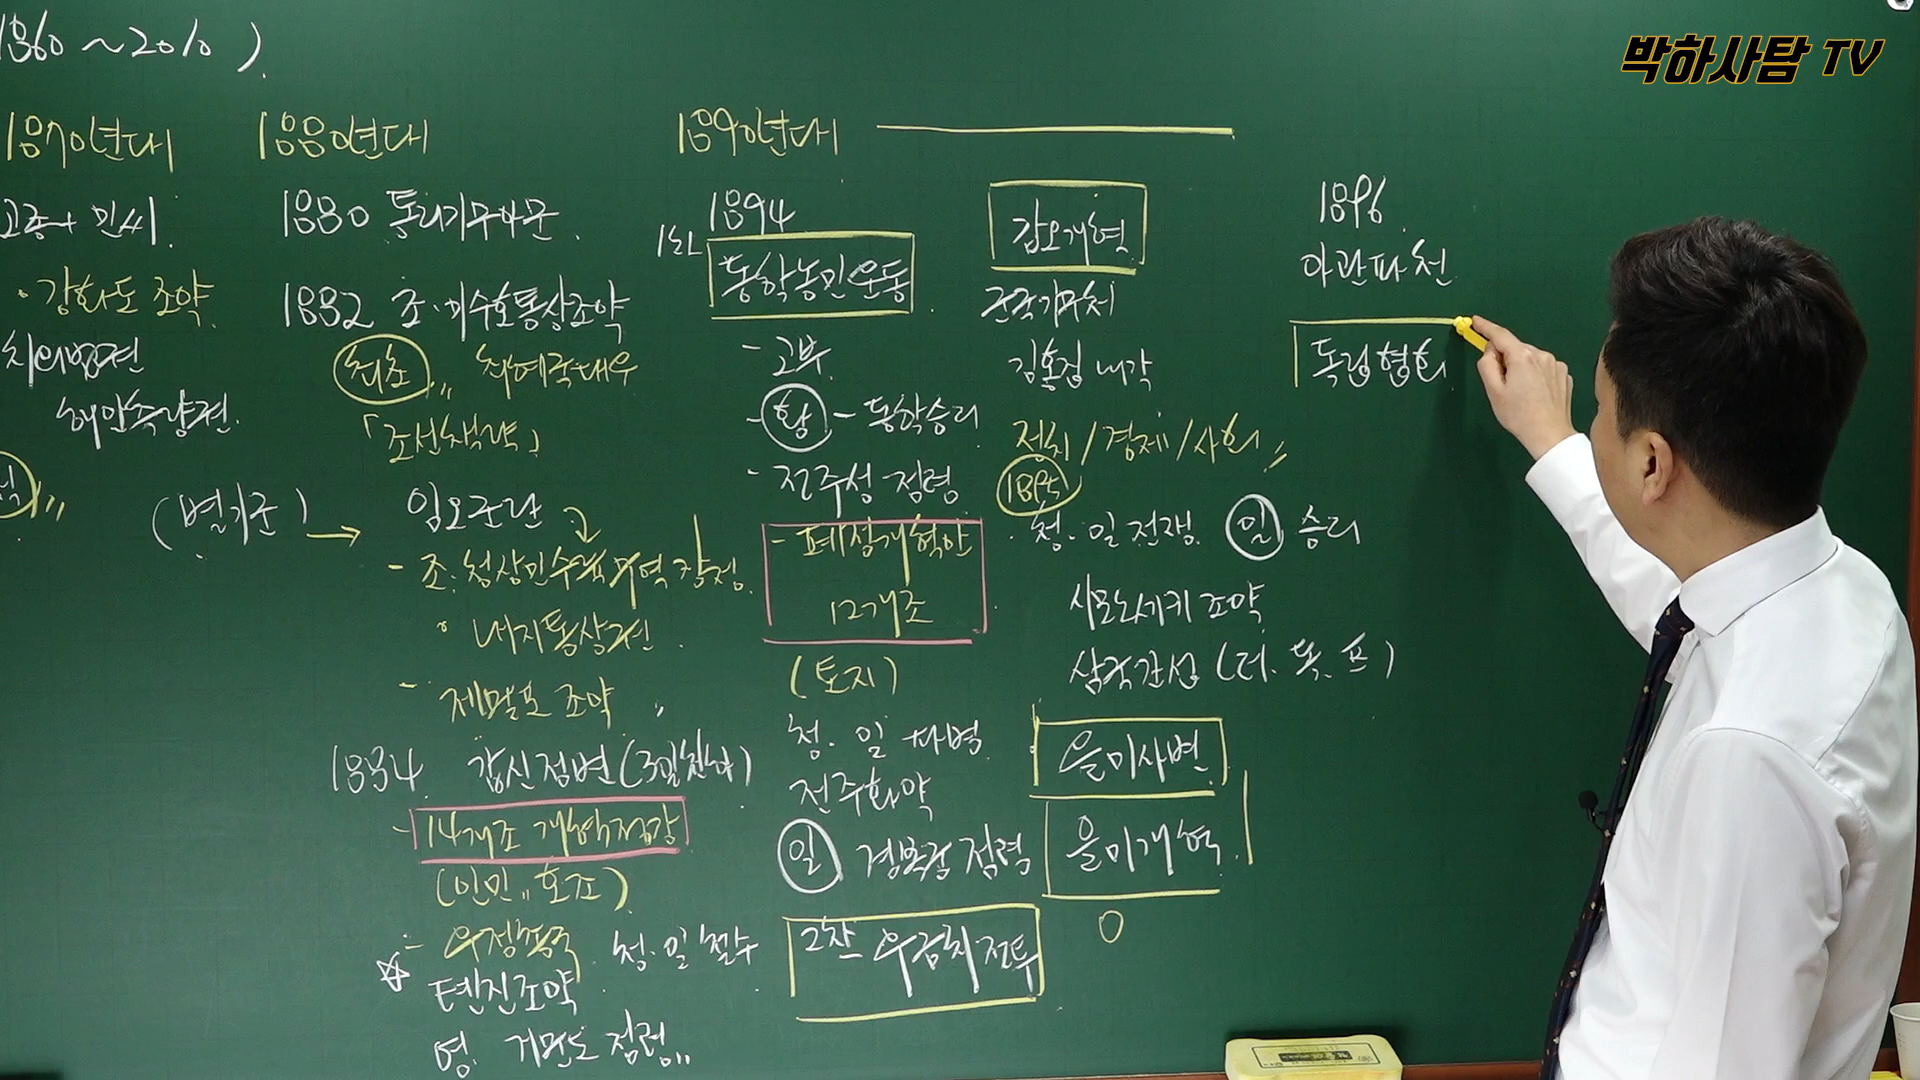 박하사탐 TV
1860 ~ 2010 )
1870년대
고종 + 민씨.
· 강화도 조약.
치외법권
해안측량권.
1880년대
1880 통리기무아문.
1882 조·미수호통상조약
최초,, 최혜국대우
「조선책략」
(별기군) → 임오군란
- 조·청상민수륙무역장정.
· 내지통상권.
- 제물포 조약,
1884. 갑신정변 (3일천하)
- 14개조 개혁정강
(인민,, 호조)
- 우정총국. 청·일 철수
텐진조약
영. 거문도 점령,,,
1890년대
1894
1차
동학농민운동.
- 고부.
- 황 - 동학승리
- 전주성 점령
- 폐정개혁안
12개조
(토지)
청·일 파병
전주화약
일 경복궁 점령
2차 우금치 전투
갑오개혁
군국기무처
김홍집 내각
정치/경제/사회,,
1895
· 청·일 전쟁. 일 승리
시모노세키 조약
삼국간섭 (러·독·프)
을미사변
을미개혁.
1896.
아관파천
독립협회